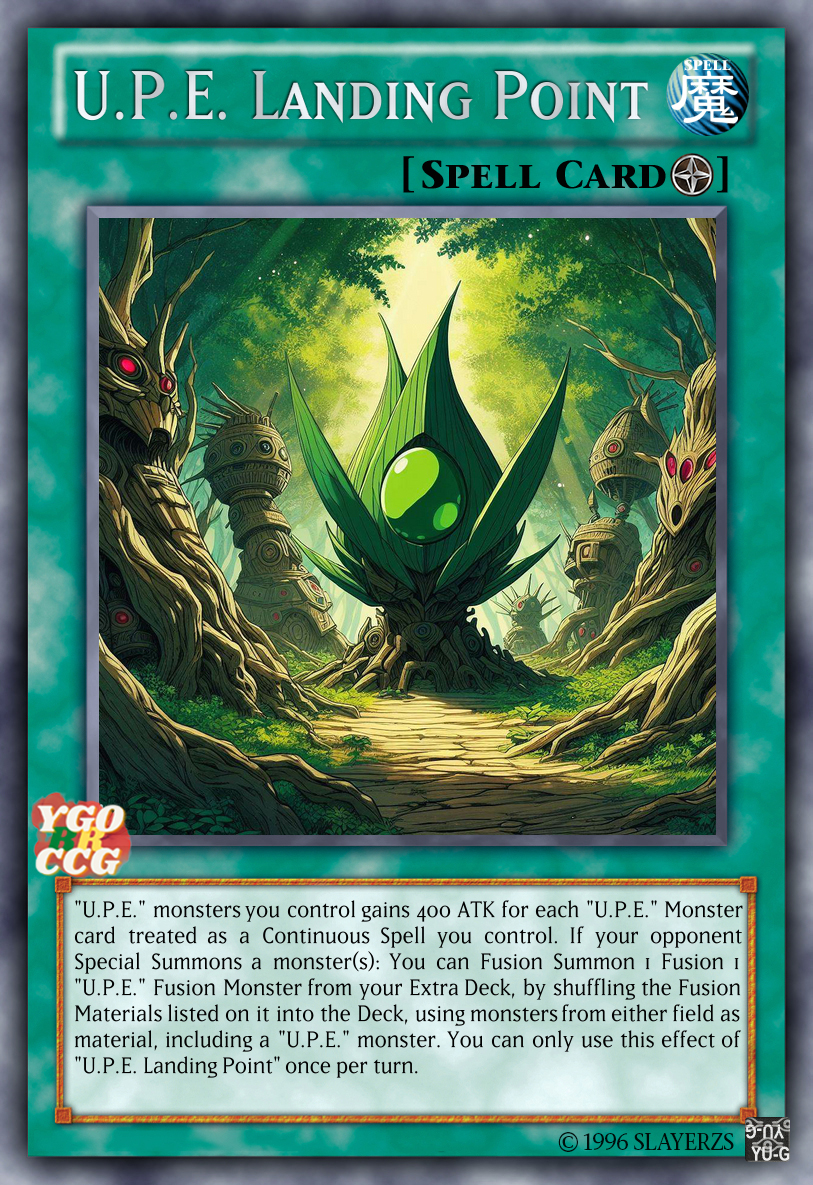 U.P.E. Landing Point
SPELL
魔
[Spell Card]
YGO
BR
CCG
"U.P.E." monsters you control gains 400 ATK for each "U.P.E." Monster
card treated as a Continuous Spell you control. If your opponent
Special Summons a monster(s): You can Fusion Summon 1 Fusion 1
"U.P.E." Fusion Monster from your Extra Deck, by shuffling the Fusion
Materials listed on it into the Deck, using monsters from either field as
material, including a "U.P.E." monster. You can only use this effect of
"U.P.E. Landing Point" once per turn.
© 1996 SLAYERZS
YU-G